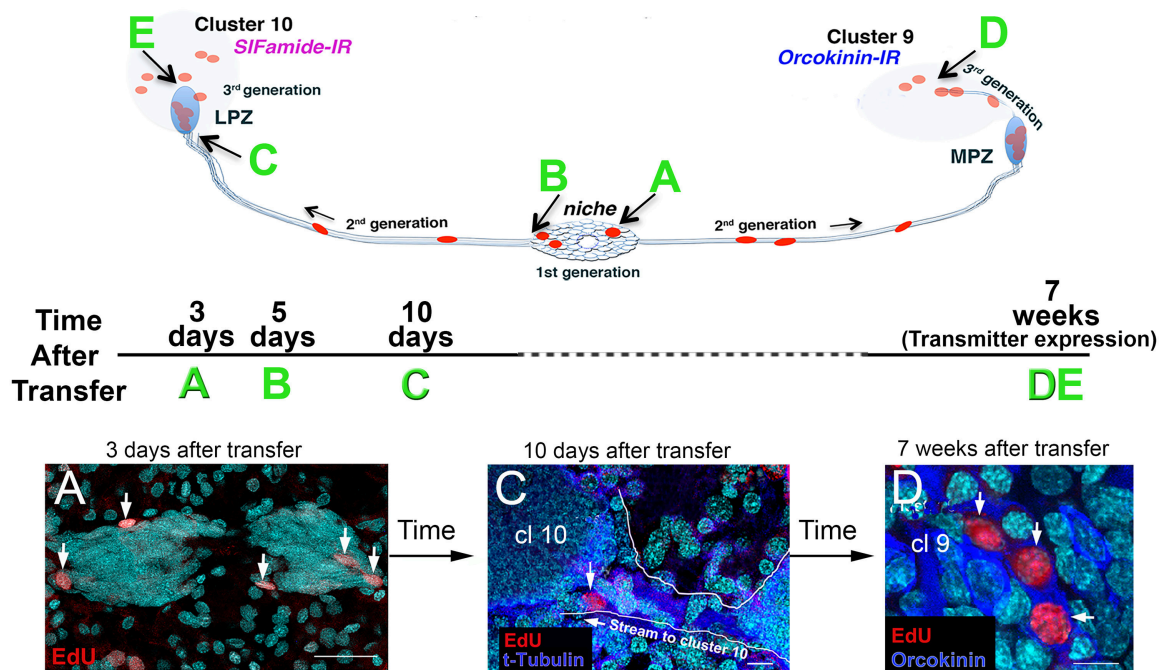 E
Cluster 10
SIFamide-IR
3rd generation
LPZ
C
2nd generation
B
A
niche
1st generation
2nd generation
Cluster 9
Orcokinin-IR
D
3rd generation
MPZ
Time
After
Transfer
3
days
5
days
10
days
7
weeks
(Transmitter expression)
A
B
C
DE
3 days after transfer
A
EdU
Time
10 days after transfer
C
cl 10
Stream to cluster 10
EdU
t-Tubulin
Time
7 weeks after transfer
D
cl 9
EdU
Orcokinin